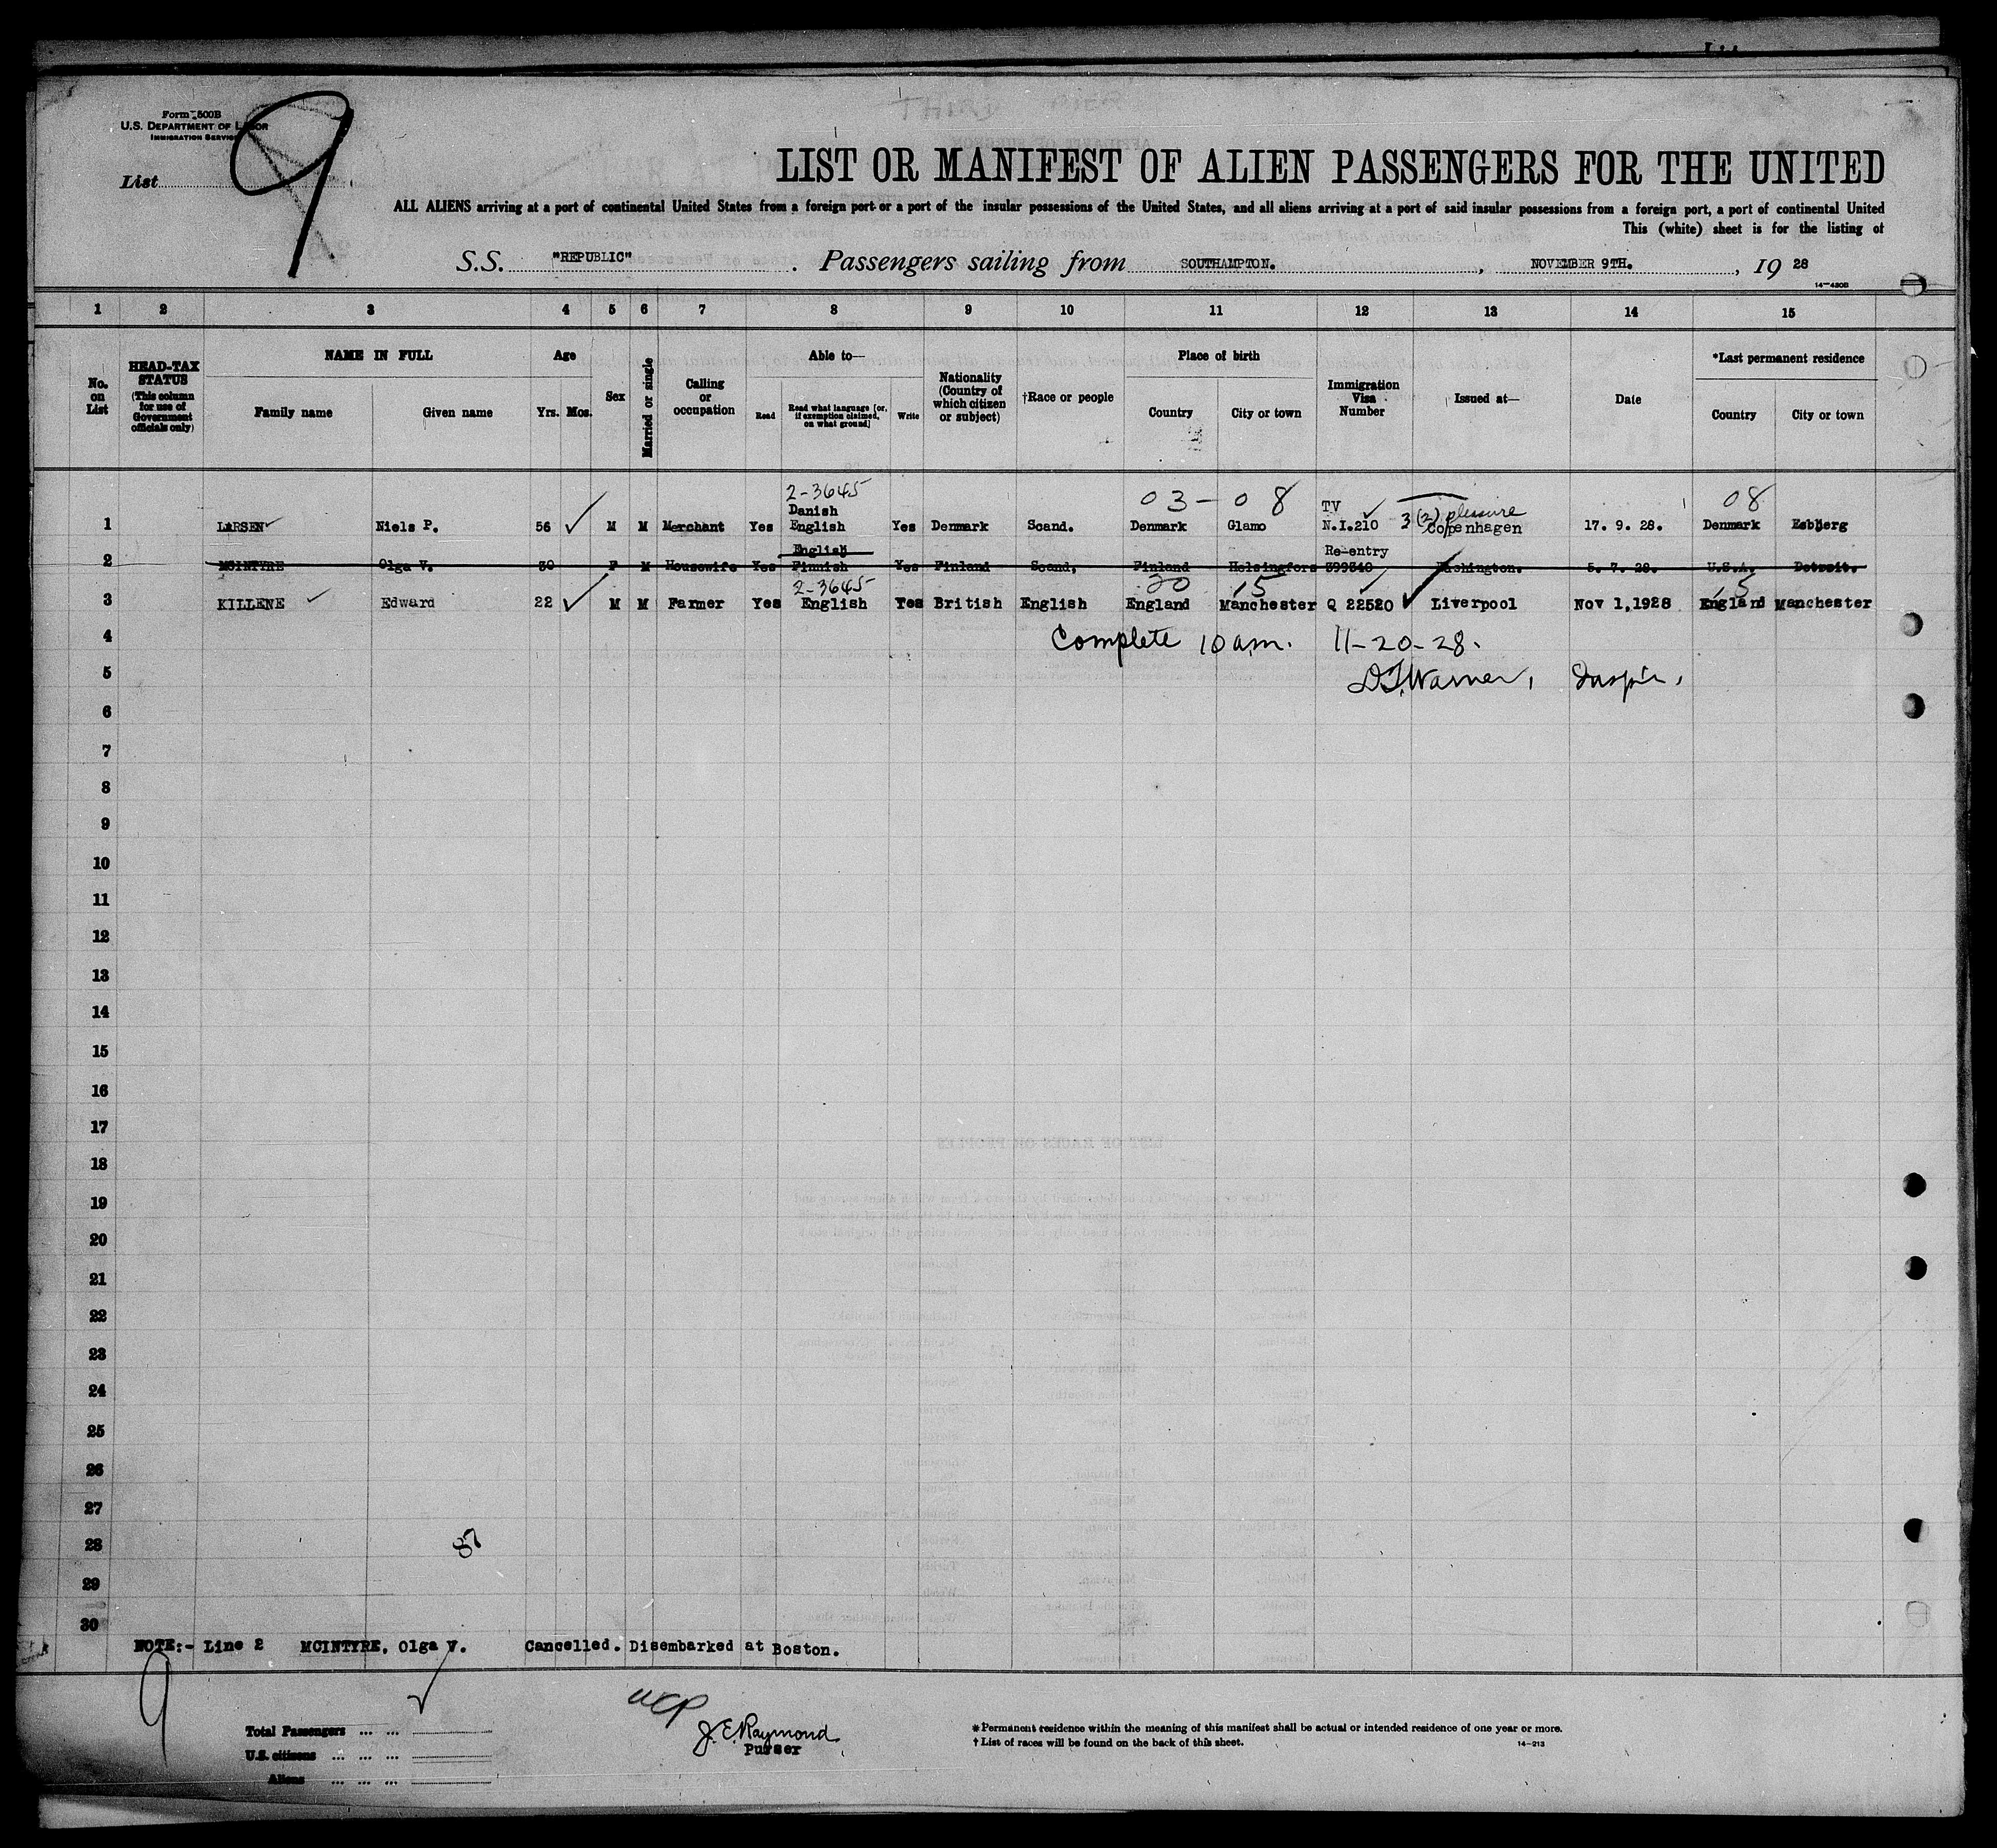 THIRD
Form 500B
U.S. DEPARTMENT OF LABOR
IMMIGRATION SERVICE
List 9
LIST OR MANIFEST OF ALIEN PASSENGERS FOR THE UNITED
ALL ALIENS arriving at a port of continental United States from a foreign port or a port of the insular possessions of the United States, and all aliens arriving at a port of said insular possessions from a foreign port, a port of continental United
This (white) sheet is for the listing of
S.S. "REPUBLIC" . Passengers sailing from SOUTHAMPTON. , NOVEMBER 9TH. , 19 28
14—430B
1 2 3 4 5 6 7 8 9 10 11 12 13 14 15
No. on List
HEAD-TAX STATUS (This column for use of Government officials only)
NAME IN FULL
Family name Given name
Age
Yrs. Mos.
Sex
Married or single
Calling or occupation
Able to—
Read Read what language [or, if exemption claimed, on what ground] Write
Nationality (Country of which citizen or subject)
†Race or people
Place of birth
Country City or town
Immigration Visa Number
Issued at—
Date
*Last permanent residence
Country City or town
2-3645 03-08 08
Danish TV 3(2) pleasure
1 LARSEN Niels P. 56 M M Merchant Yes English Yes Denmark Scand. Denmark Glamo N.I.210 Copenhagen 17. 9. 28. Denmark Esbjerg
English Re-entry
2 MCINTYRE Olga V. 30 F M Housewife Yes Finnish Yes Finland Scand, Finland Helsingfors 399340 Washington. 5. 7. 28. U.S.A. Detroit.
2-3645 20 15 15
3 KILLENE Edward 22 M M Farmer Yes English Yes British English England Manchester Q 22520 Liverpool Nov 1,1928 England Manchester
4 Complete 10 am. 11-20-28.
5 D.T. Warner, Insp'r,
6
7
8
9
10
11
12
13
14
15
16
17
18
19
20
21
22
23
24
25
26
27
28 87
29
30
NOTE:- Line 2 MCINTYRE, Olga V. Cancelled. Disembarked at Boston.
9
Total Passengers ... ...
U.S. citizens ... ... ...
Aliens ... ... ...
J.E. Raymond
Purser
*Permanent residence within the meaning of this manifest shall be actual or intended residence of one year or more.
†List of races will be found on the back of this sheet.
14—213